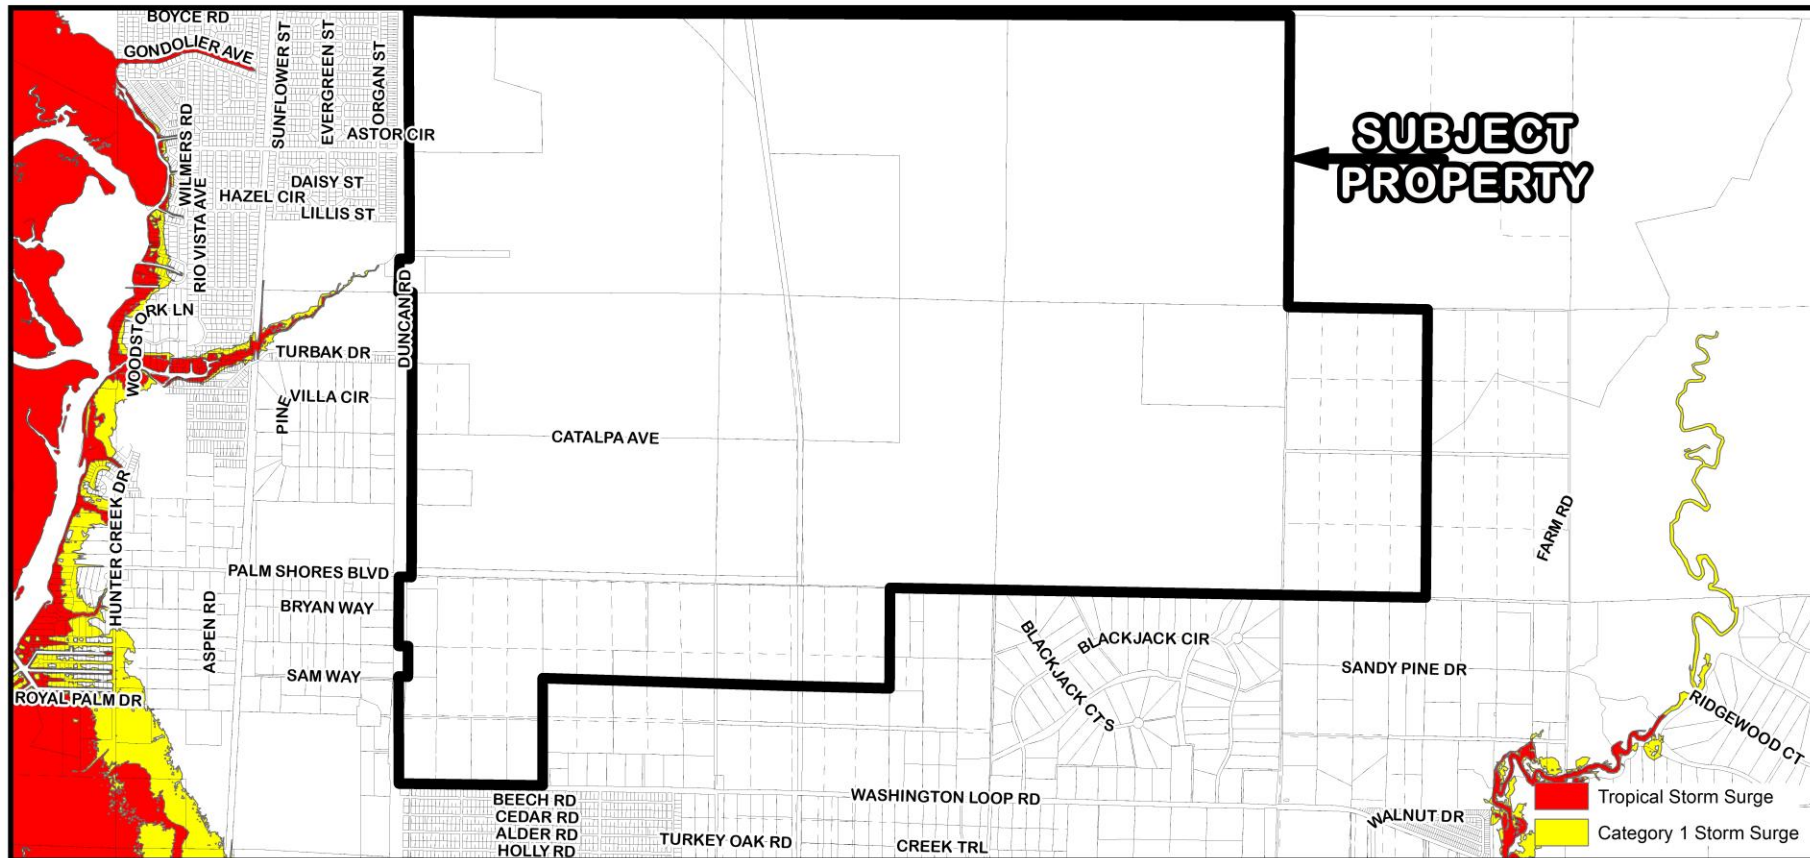 BOYCE RD
GONDOLIER AVE
SUNFLOWER ST
EVERGREEN ST
ORGAN ST
ASTOR CIR
WILMERS RD
DAISY ST
HAZEL CIR
LILLIS ST
RIO VISTA AVE
SUBJECT
PROPERTY
WOODSTORK LN
DUNCAN RD
TURBAK DR
VILLA CIR
PINE
CATALPA AVE
HUNTER CREEK DR
FARM RD
PALM SHORES BLVD
BRYAN WAY
ASPEN RD
SAM WAY
ROYAL PALM DR
BLACKJACK CIR
BLACKJACK CTS
SANDY PINE DR
RIDGEWOOD CT
BEECH RD
CEDAR RD
ALDER RD
HOLLY RD
WASHINGTON LOOP RD
TURKEY OAK RD
CREEK TRL
WALNUT DR
Tropical Storm Surge
Category 1 Storm Surge